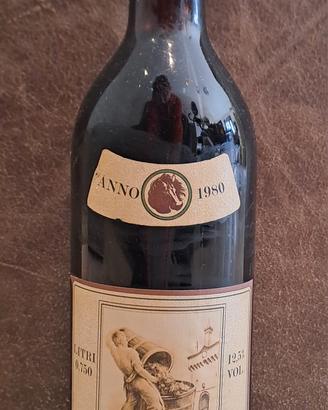 ANNO 1980
LITRI 12,5%
0,750 VOL.